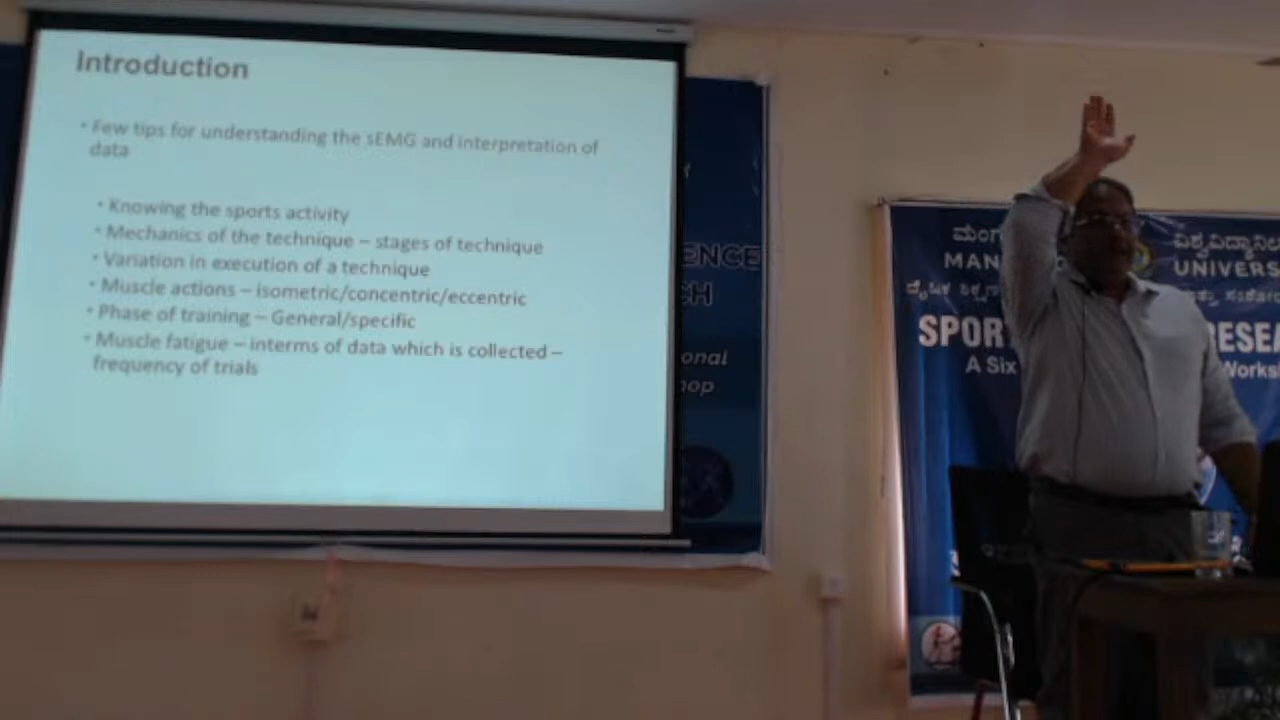 Introduction
• Few tips for understanding the sEMG and interpretation of
data
• Knowing the sports activity
• Mechanics of the technique – stages of technique
• Variation in execution of a technique
• Muscle actions – isometric/concentric/eccentric
• Phase of training – General/specific
• Muscle fatigue – interms of data which is collected –
frequency of trials
ENCE
CH
onal
hop
ಮಂಗ
MAN
UNIVERS
SPOR
RESEA
A Six
Works